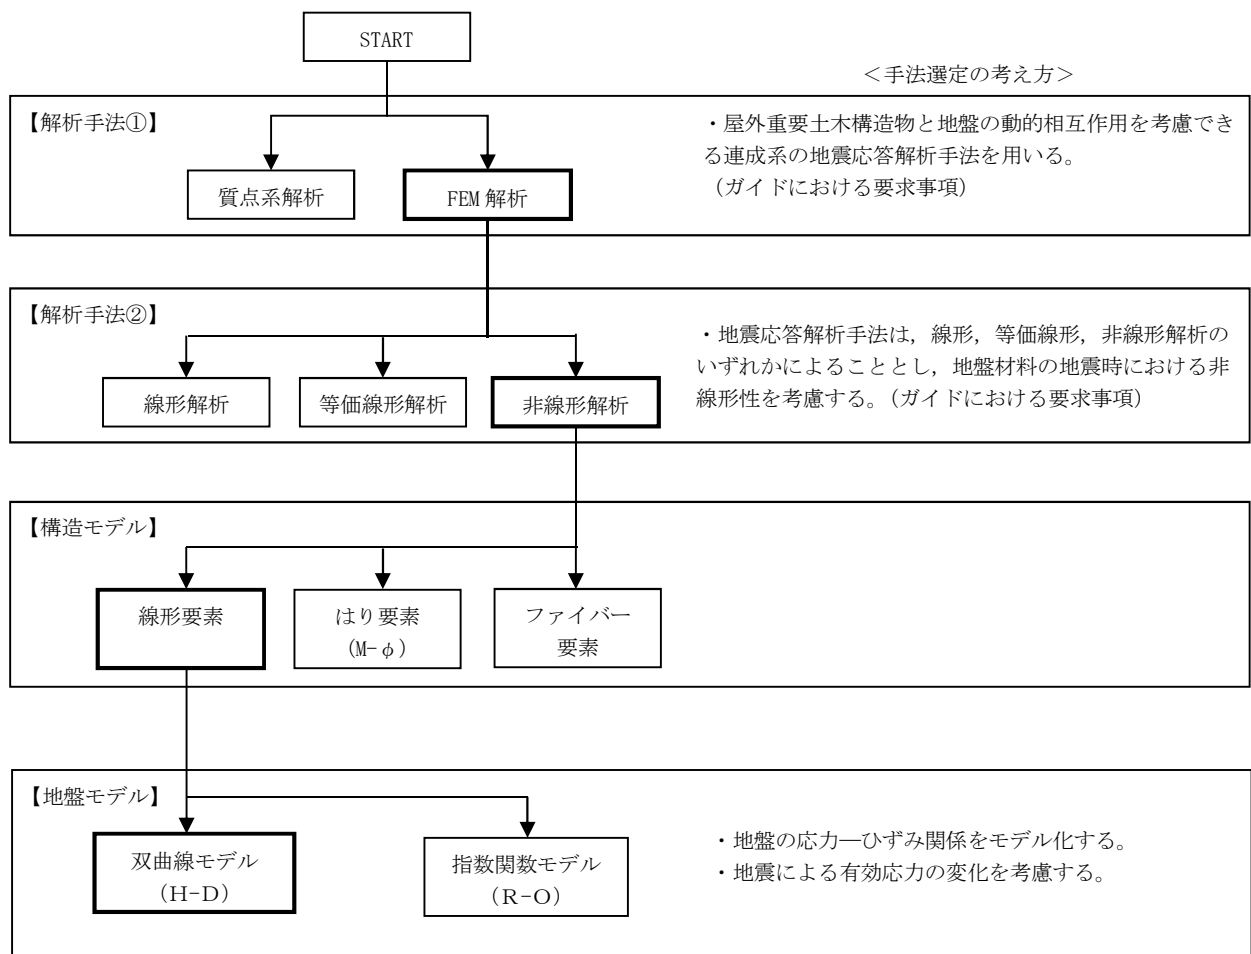 START
＜手法選定の考え方＞
【解析手法①】
・屋外重要土木構造物と地盤の動的相互作用を考慮でき
る連成系の地震応答解析手法を用いる。
（ガイドにおける要求事項）
質点系解析
FEM 解析
【解析手法②】
・地震応答解析手法は，線形，等価線形，非線形解析の
いずれかによることとし，地盤材料の地震時における非
線形性を考慮する。（ガイドにおける要求事項）
線形解析
等価線形解析
非線形解析
【構造モデル】
線形要素
はり要素
（M-φ）
ファイバー
要素
【地盤モデル】
双曲線モデル
（H-D）
指数関数モデル
（R-O）
・地盤の応力―ひずみ関係をモデル化する。
・地震による有効応力の変化を考慮する。